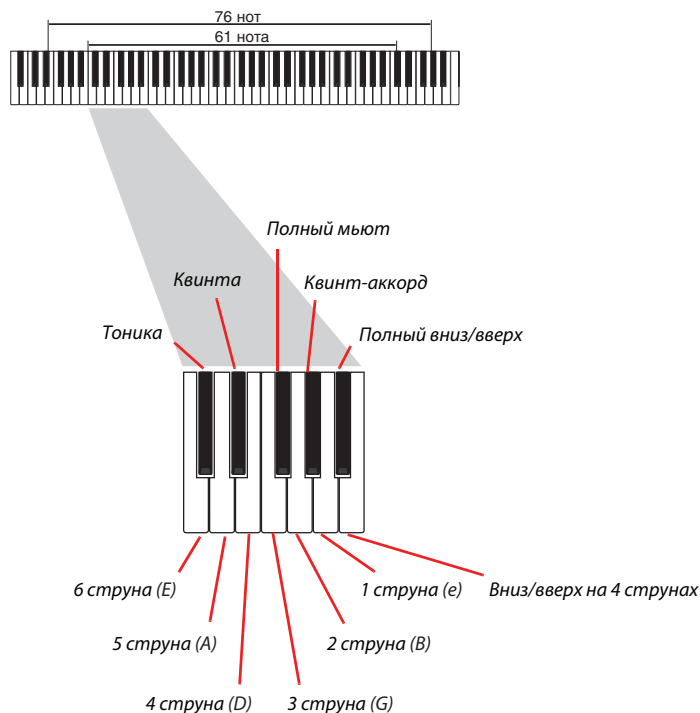 76 нот
61 нота
Полный мьют
Квинта
Квинт-аккорд
Тоника
Полный вниз/вверх
6 струна (E)
1 струна (e)
Вниз/вверх на 4 струнах
5 струна (A)
2 струна (B)
4 струна (D)
3 струна (G)